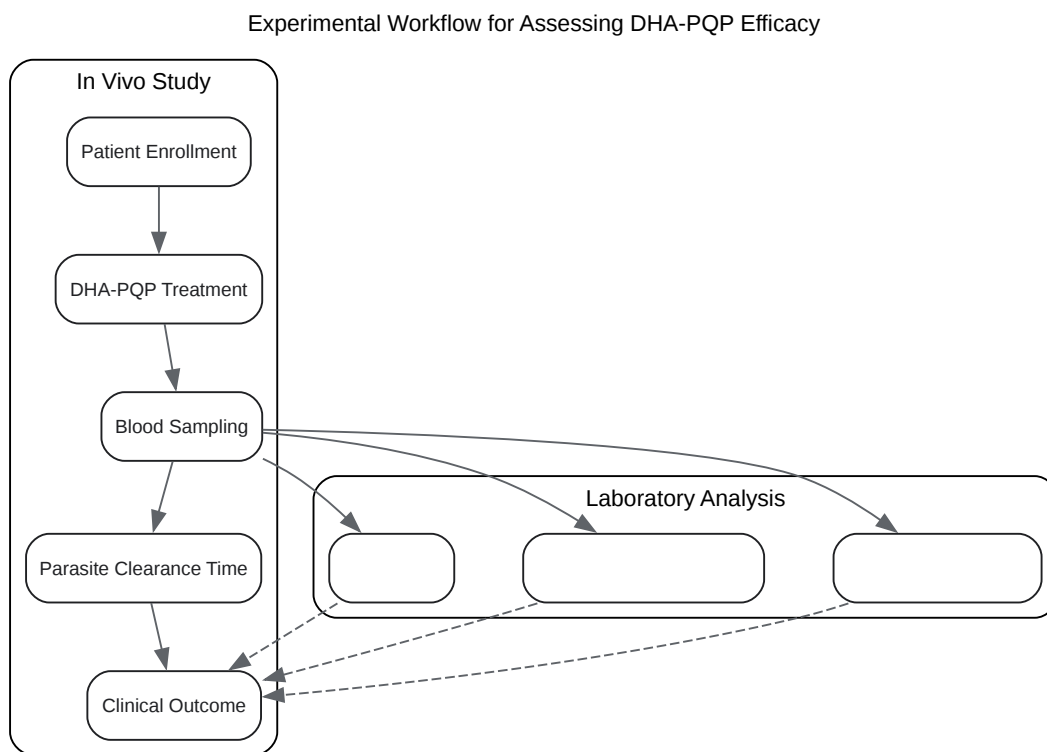 Experimental Workflow for Assessing DHA-PQP Efficacy
In Vivo Study
Patient Enrollment
DHA-PQP Treatment
Blood Sampling
Laboratory Analysis
Parasite Clearance Time
Clinical Outcome